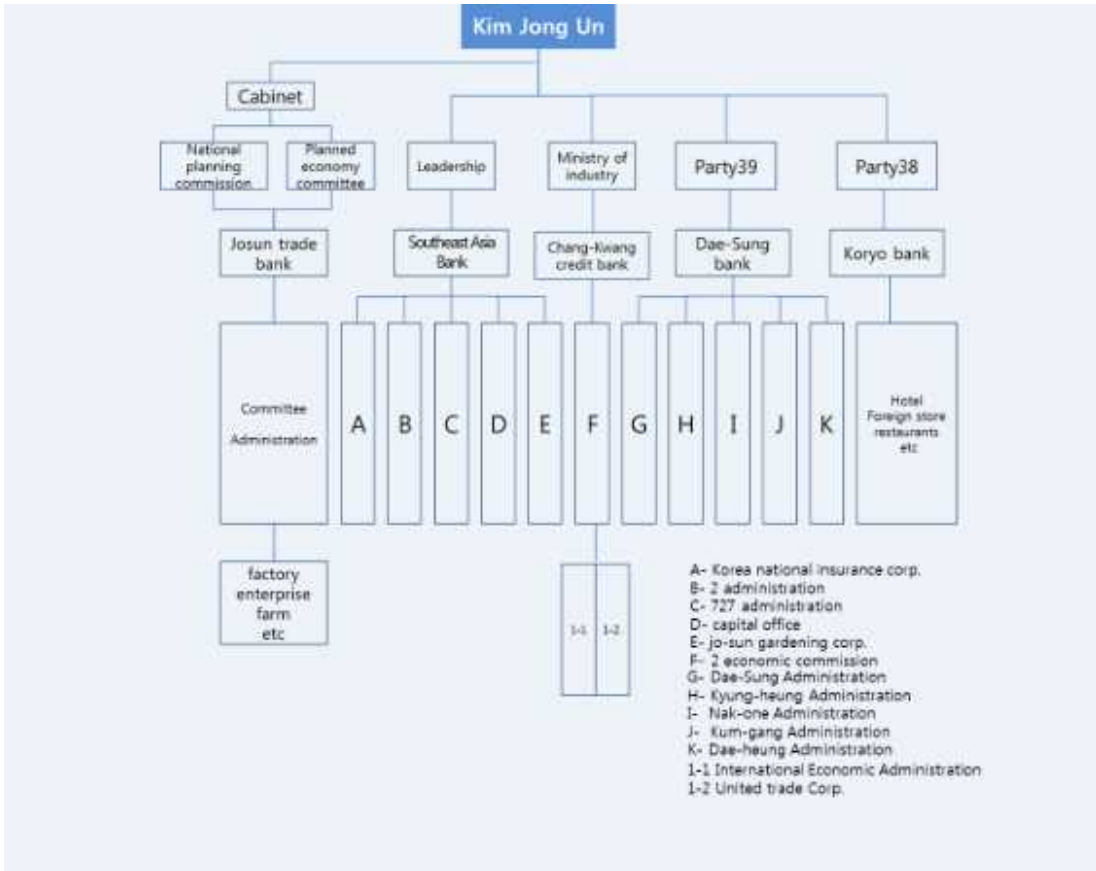 Kim Jong Un
Cabinet
National
planning
commission
Planned
economy
committee
Leadership
Ministry of
industry
Party39
Party38
Josun trade
bank
Southeast Asia
Bank
Chang-Kwang
credit bank
Dae-Sung
bank
Koryo bank
Committee
Administration
A
B
C
D
E
F
G
H
I
J
K
Hotel
Foreign store
restaurants
etc
factory
enterprise
farm
etc
1-1
1-2
A- Korea national insurance corp.
B- 2 administration
C- 727 administration
D- capital office
E- jo-sun gardening corp.
F- 2 economic commission
G- Dae-Sung Administration
H- Kyung-heung Administration
I- Nak-one Administration
J- Kum-gang Administration
K- Dae-heung Administration
1-1 International Economic Administration
1-2 United trade Corp.